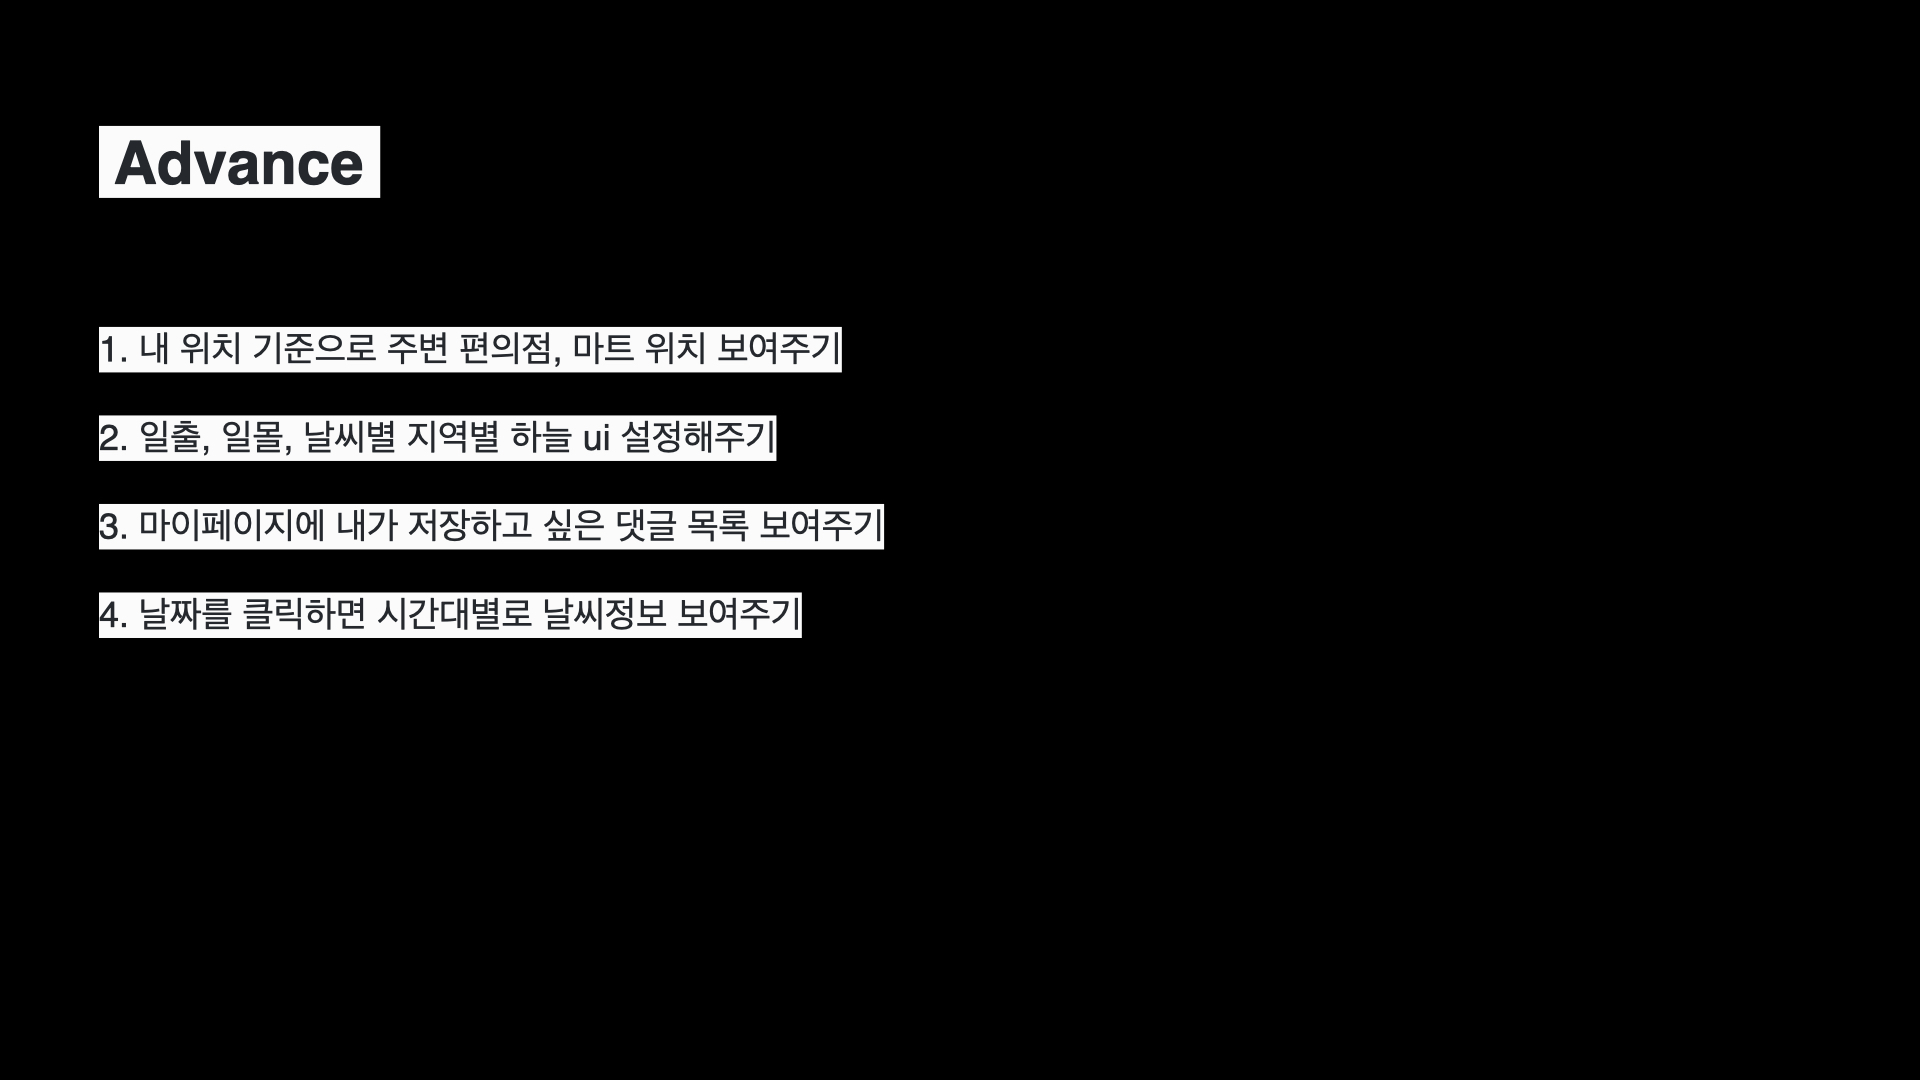 Advance
1. 내 위치 기준으로 주변 편의점, 마트 위치 보여주기
2. 일출, 일몰, 날씨별 지역별 하늘 ui 설정해주기
3. 마이페이지에 내가 저장하고 싶은 댓글 목록 보여주기
4. 날짜를 클릭하면 시간대별로 날씨정보 보여주기